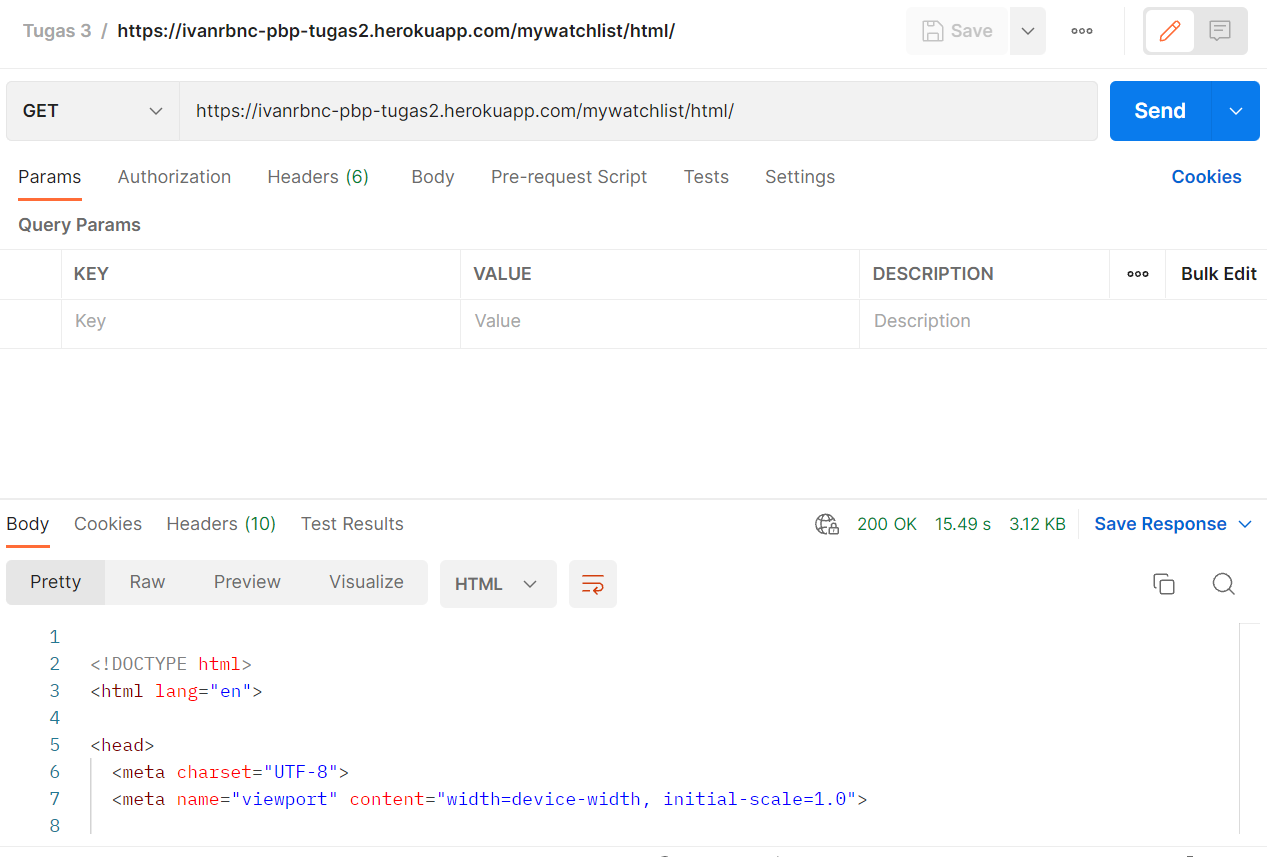 Tugas 3 / https://ivanrbnc-pbp-tugas2.herokuapp.com/mywatchlist/html/
Save
GET
https://ivanrbnc-pbp-tugas2.herokuapp.com/mywatchlist/html/
Send
Params Authorization Headers (6) Body Pre-request Script Tests Settings Cookies
Query Params
KEY VALUE DESCRIPTION Bulk Edit
Key Value Description
Body Cookies Headers (10) Test Results 200 OK 15.49 s 3.12 KB Save Response
Pretty Raw Preview Visualize HTML
1
2 <!DOCTYPE html>
3 <html lang="en">
4
5 <head>
6 <meta charset="UTF-8">
7 <meta name="viewport" content="width=device-width, initial-scale=1.0">
8